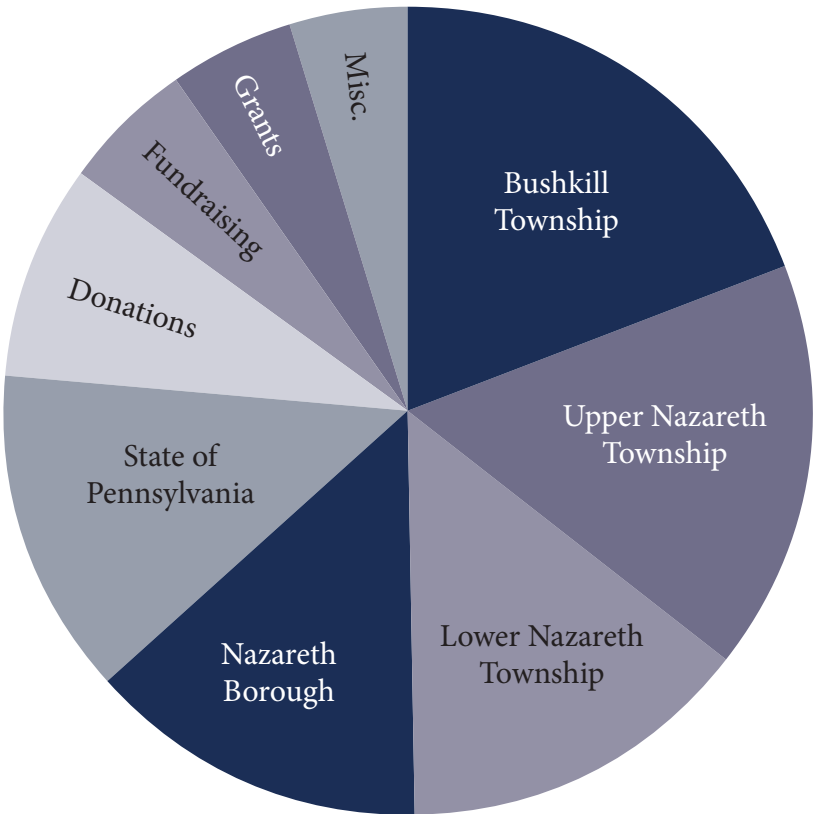 Bushkill
Township
Upper Nazareth
Township
Lower Nazareth
Township
Nazareth
Borough
State of
Pennsylvania
Donations
Fundraising
Grants
Misc.